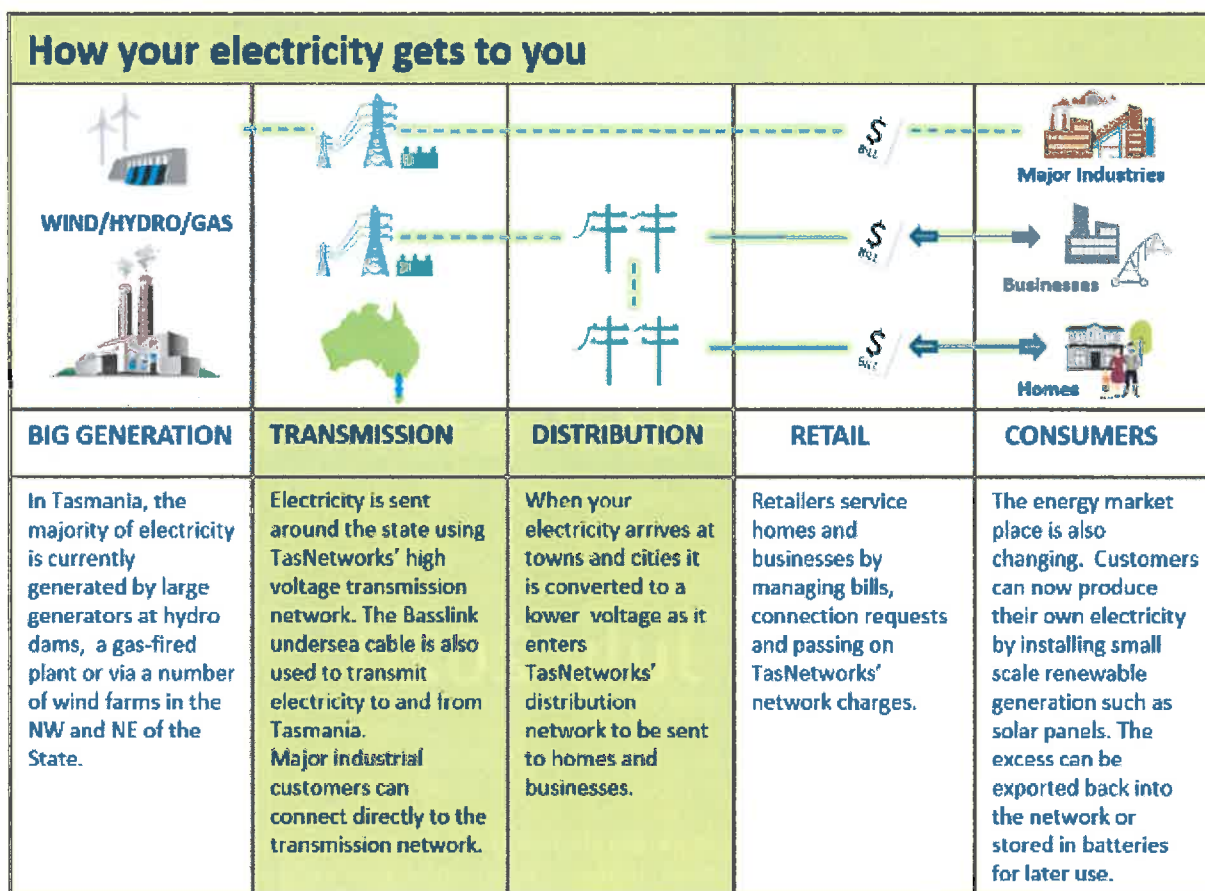 How your electricity gets to you
$
BILL
Major Industries
WIND/HYDRO/GAS
$
BILL
Businesses
$
BILL
Homes
BIG GENERATION
TRANSMISSION
DISTRIBUTION
RETAIL
CONSUMERS
In Tasmania, the
majority of electricity
is currently
generated by large
generators at hydro
dams, a gas-fired
plant or via a number
of wind farms in the
NW and NE of the
State.
Electricity is sent
around the state using
TasNetworks' high
voltage transmission
network. The Basslink
undersea cable is also
used to transmit
electricity to and from
Tasmania.
Major industrial
customers can
connect directly to the
transmission network.
When your
electricity arrives at
towns and cities it
is converted to a
lower voltage as it
enters
TasNetworks'
distribution
network to be sent
to homes and
businesses.
Retailers service
homes and
businesses by
managing bills,
connection requests
and passing on
TasNetworks'
network charges.
The energy market
place is also
changing. Customers
can now produce
their own electricity
by installing small
scale renewable
generation such as
solar panels. The
excess can be
exported back into
the network or
stored in batteries
for later use.